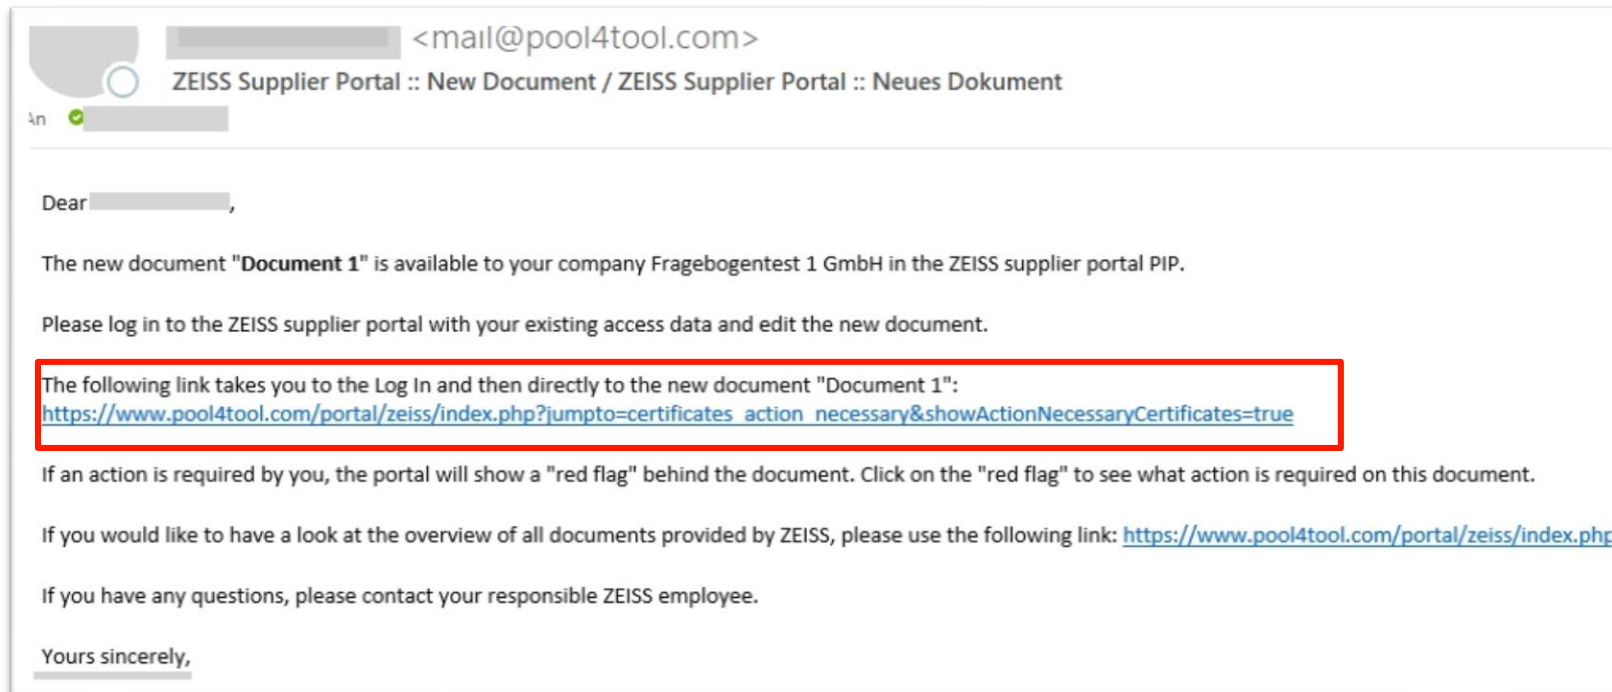 <mail@pool4tool.com>
ZEISS Supplier Portal :: New Document / ZEISS Supplier Portal :: Neues Dokument
An
Dear ,
The new document "Document 1" is available to your company Fragebogentest 1 GmbH in the ZEISS supplier portal PIP.
Please log in to the ZEISS supplier portal with your existing access data and edit the new document.
The following link takes you to the Log In and then directly to the new document "Document 1":
https://www.pool4tool.com/portal/zeiss/index.php?jumpto=certificates_action_necessary&showActionNecessaryCertificates=true
If an action is required by you, the portal will show a "red flag" behind the document. Click on the "red flag" to see what action is required on this document.
If you would like to have a look at the overview of all documents provided by ZEISS, please use the following link: https://www.pool4tool.com/portal/zeiss/index.php
If you have any questions, please contact your responsible ZEISS employee.
Yours sincerely,